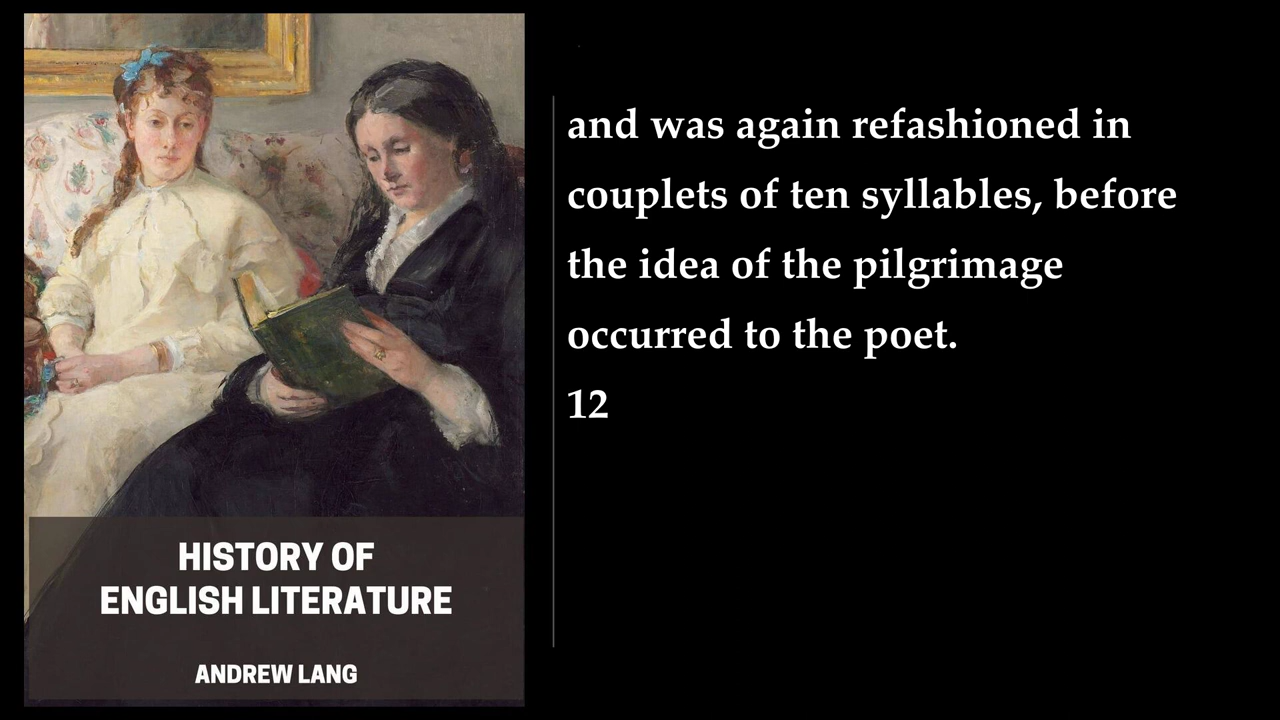 and was again refashioned in
couplets of ten syllables, before
the idea of the pilgrimage
occurred to the poet.
12
HISTORY OF
ENGLISH LITERATURE
ANDREW LANG